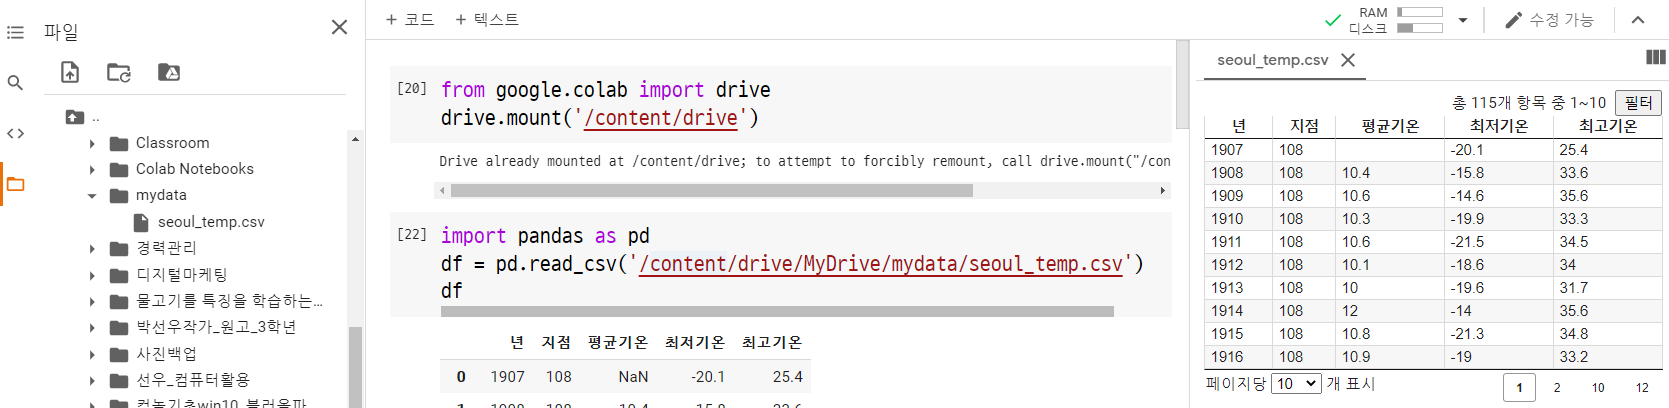 파일
..
Classroom
Colab Notebooks
mydata
seoul_temp.csv
경력관리
디지털마케팅
물고기를 특징을 학습하는...
박선우작가_원고_3학년
사진백업
선우_컴퓨터활용
+ 코드 + 텍스트
RAM
디스크
수정 가능
[20] from google.colab import drive
drive.mount('/content/drive')
Drive already mounted at /content/drive; to attempt to forcibly remount, call drive.mount("/con
[22] import pandas as pd
df = pd.read_csv('/content/drive/MyDrive/mydata/seoul_temp.csv')
df
년 지점 평균기온 최저기온 최고기온
0 1907 108 NaN -20.1 25.4
seoul_temp.csv
총 115개 항목 중 1~10 필터
년 지점 평균기온 최저기온 최고기온
1907 108 -20.1 25.4
1908 108 10.4 -15.8 33.6
1909 108 10.6 -14.6 35.6
1910 108 10.3 -19.9 33.3
1911 108 10.6 -21.5 34.5
1912 108 10.1 -18.6 34
1913 108 10 -19.6 31.7
1914 108 12 -14 35.6
1915 108 10.8 -21.3 34.8
1916 108 10.9 -19 33.2
페이지당 10 개 표시 1 2 10 12